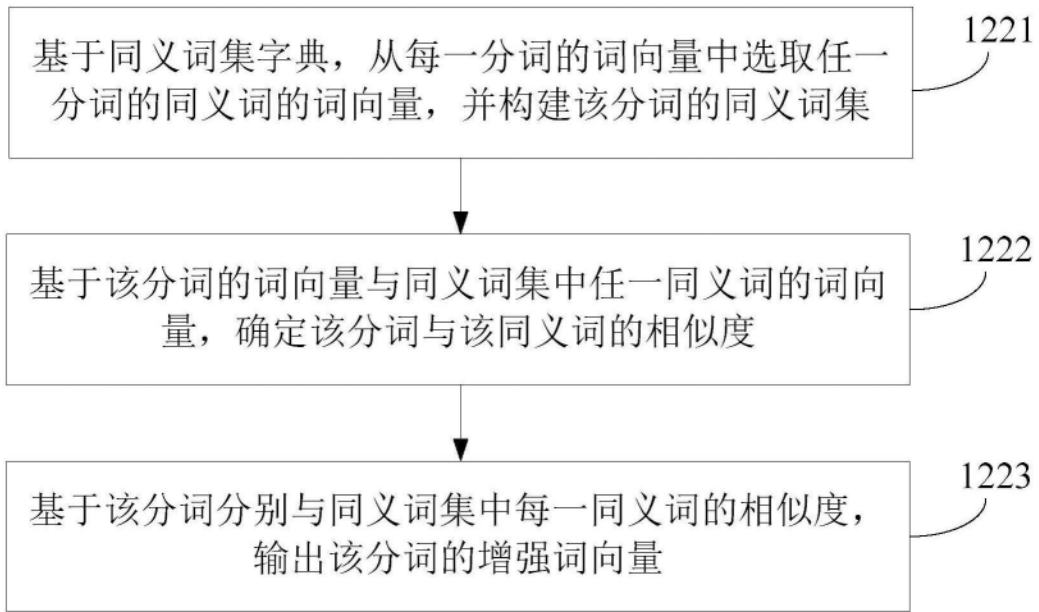 1221
基于同义词集字典，从每一分词的词向量中选取任一
分词的同义词的词向量，并构建该分词的同义词集
1222
基于该分词的词向量与同义词集中任一同义词的词向
量，确定该分词与该同义词的相似度
1223
基于该分词分别与同义词集中每一同义词的相似度，
输出该分词的增强词向量